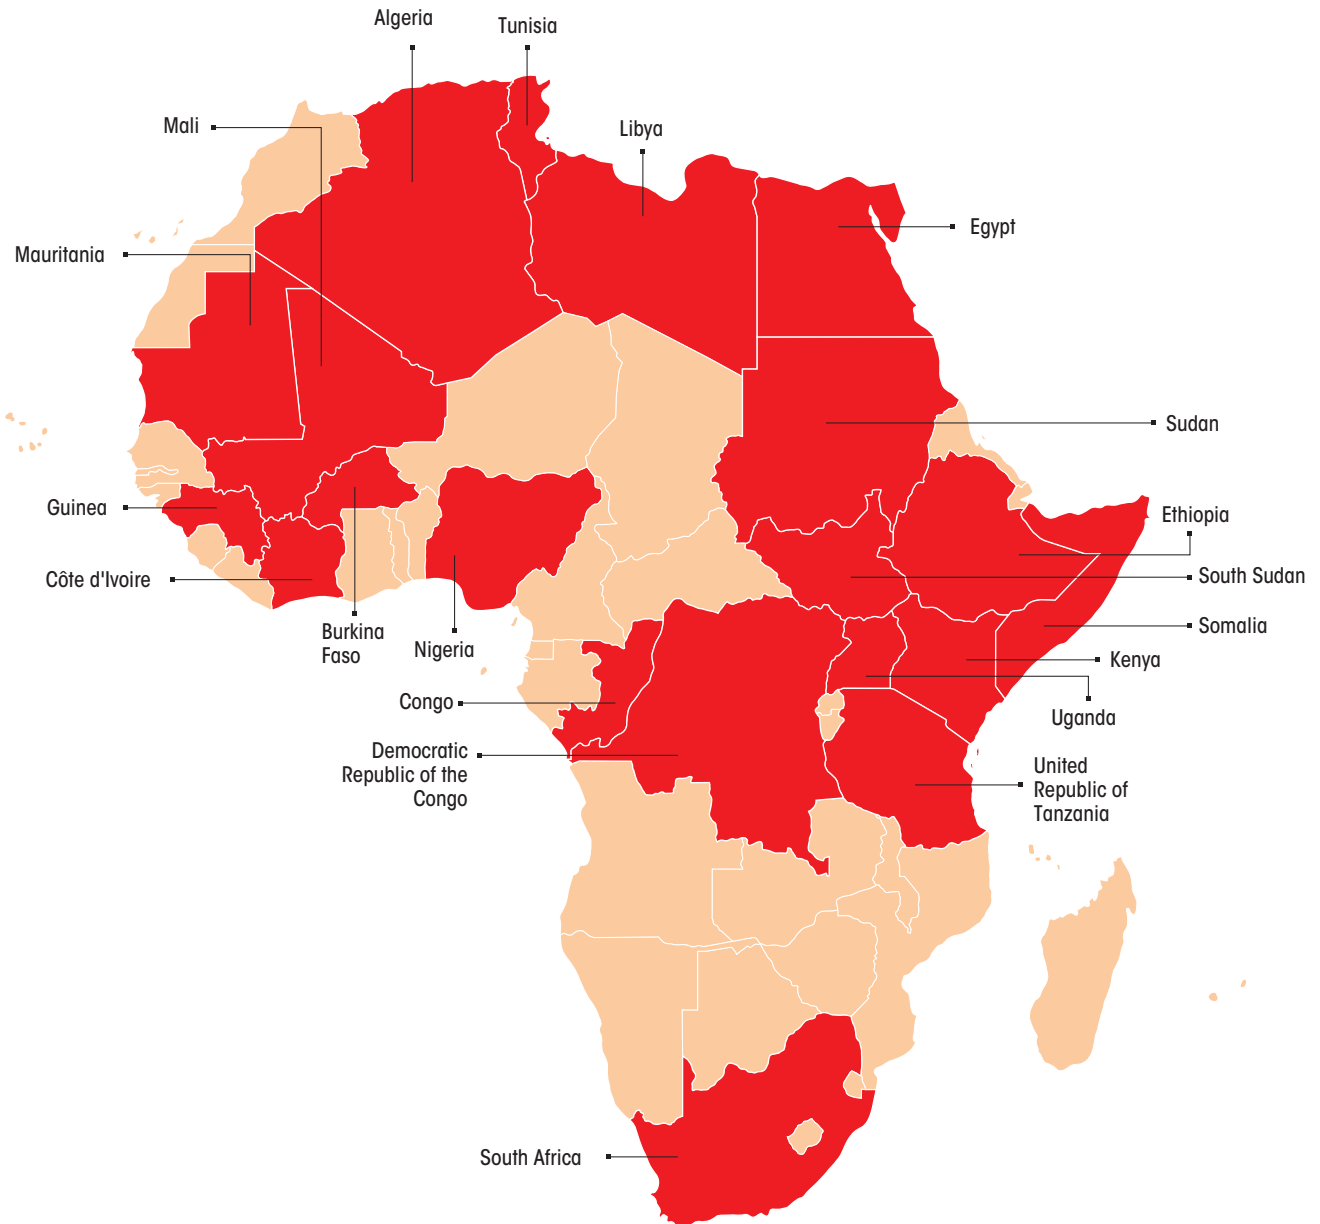 Algeria
Tunisia
Mali
Libya
Egypt
Mauritania
Sudan
Guinea
Ethiopia
Côte d'Ivoire
South Sudan
Burkina
Faso
Nigeria
Somalia
Kenya
Congo
Uganda
Democratic
Republic of the
Congo
United
Republic of
Tanzania
South Africa